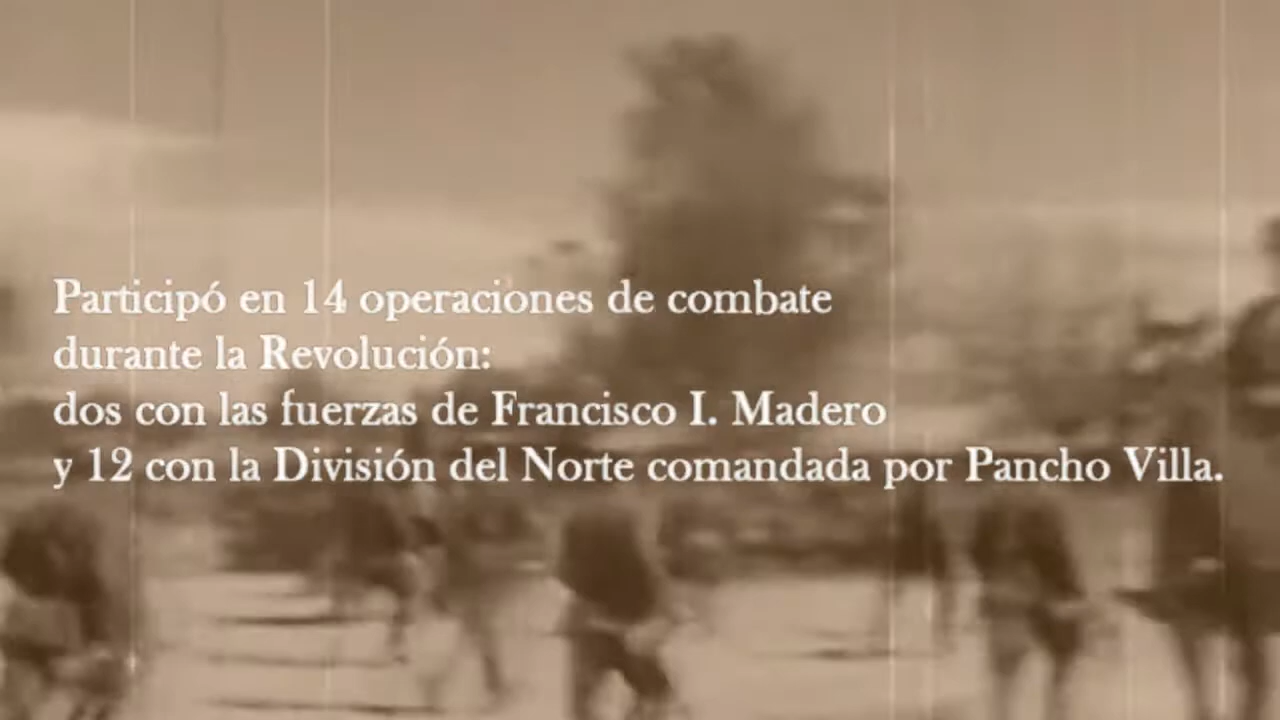 Participó en 14 operaciones de combate
durante la Revolución:
dos con las fuerzas de Francisco I. Madero
y 12 con la División del Norte comandada por Pancho Villa.